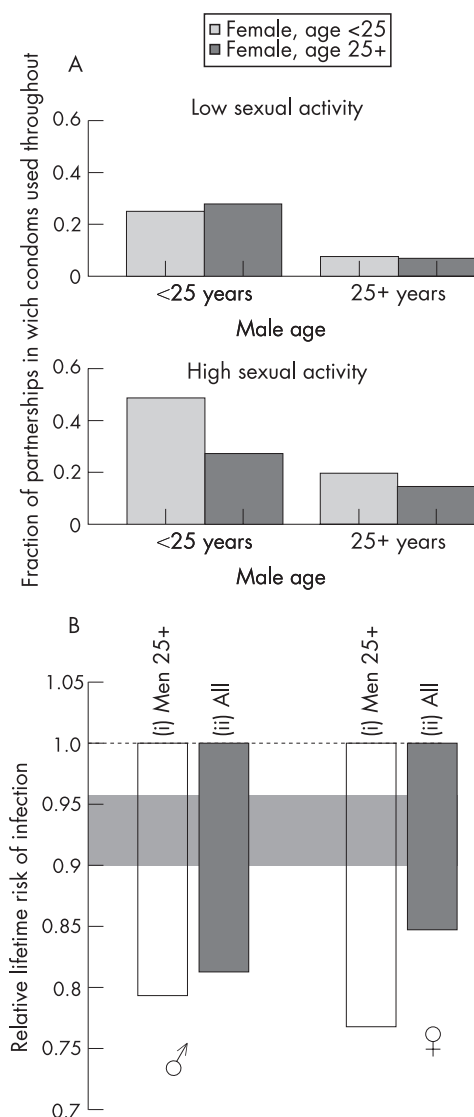 Female, age <25
Female, age 25+
A
Fraction of partnerships in wich condoms used throughout
Low sexual activity
0.6
0.4
0.2
0
<25 years
25+ years
Male age
High sexual activity
0.6
0.4
0.2
0
<25 years
25+ years
Male age
B
Relative lifetime risk of infection
(i) Men 25+
(ii) All
(i) Men 25+
(ii) All
1.05
1.0
0.95
0.9
0.85
0.8
0.75
0.7
♂
♀